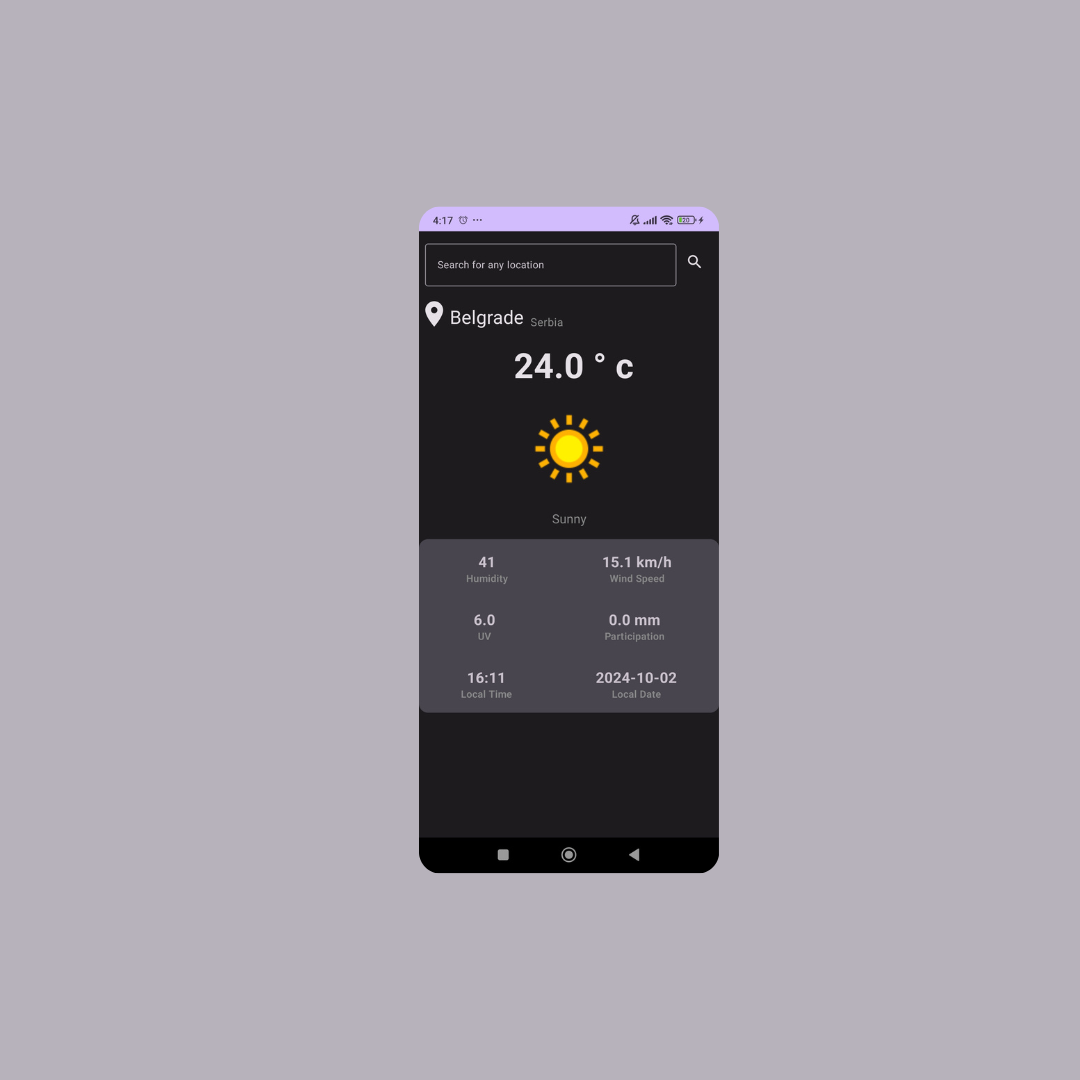 4:17
20
Search for any location
Belgrade Serbia
24.0 ° c
Sunny
41 15.1 km/h
Humidity Wind Speed
6.0 0.0 mm
UV Participation
16:11 2024-10-02
Local Time Local Date